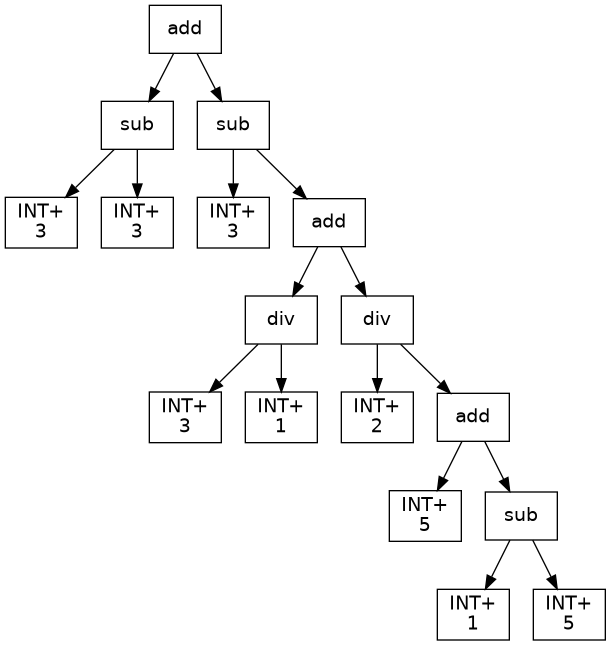 add
sub
sub
INT+
3
INT+
3
INT+
3
add
div
div
INT+
3
INT+
1
INT+
2
add
INT+
5
sub
INT+
1
INT+
5